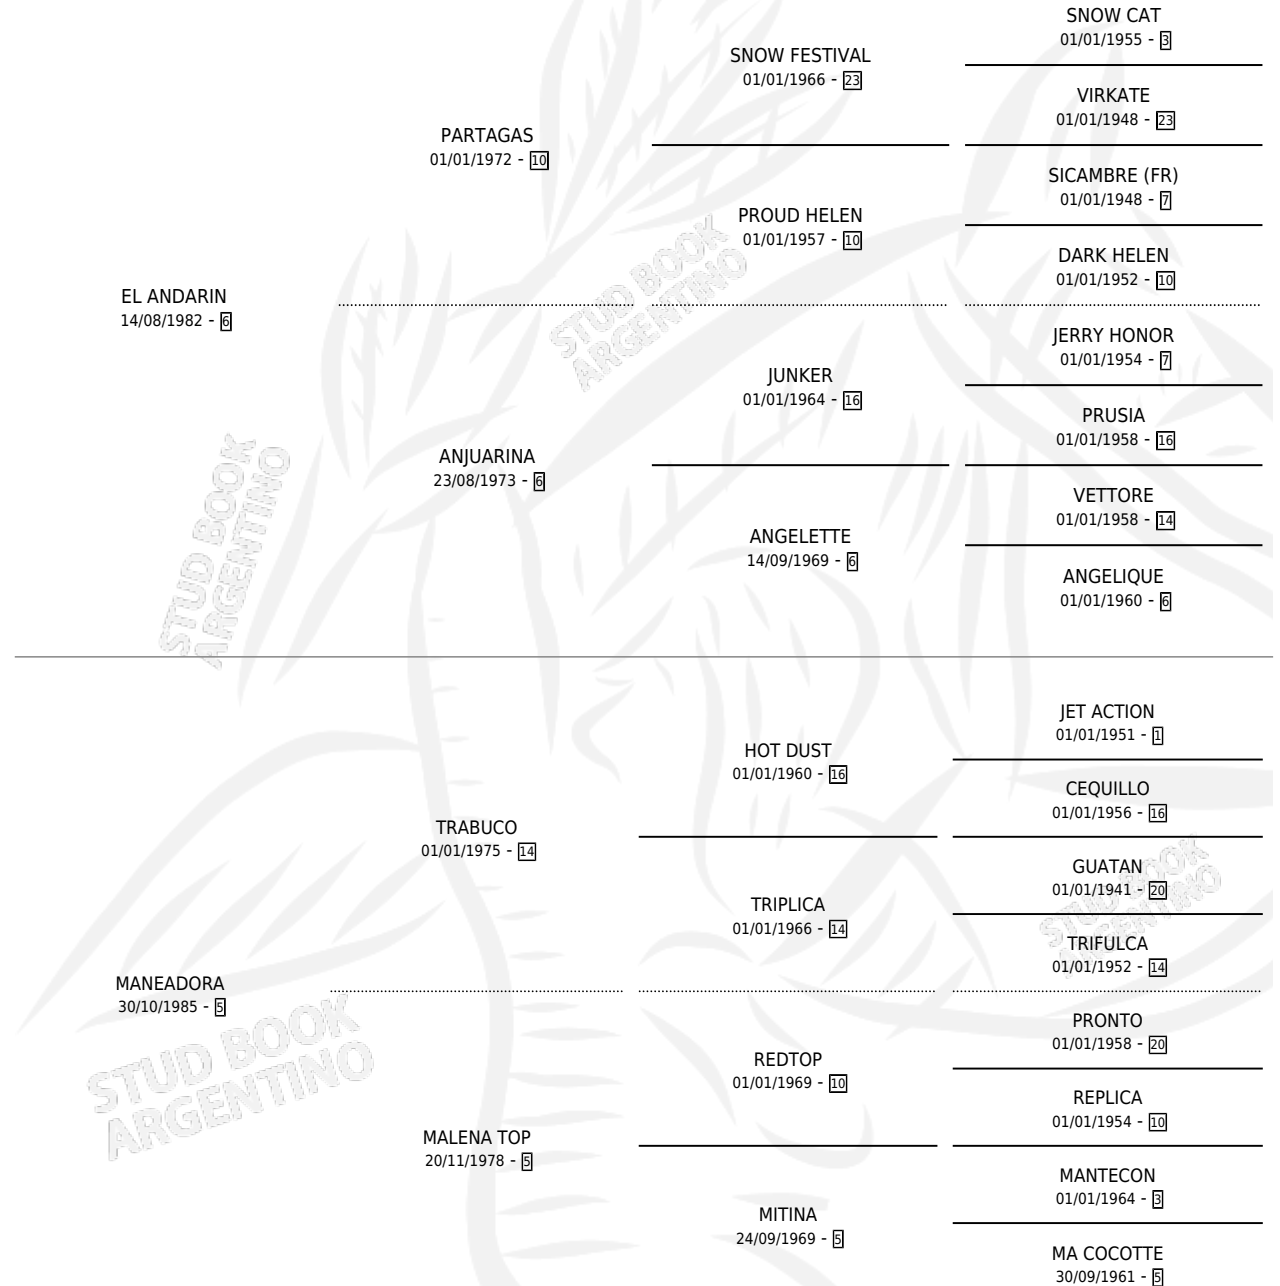 SNOW CAT
01/01/1955 - 3
SNOW FESTIVAL
01/01/1966 - 23
VIRKATE
01/01/1948 - 23
PARTAGAS
01/01/1972 - 10
SICAMBRE (FR)
01/01/1948 - 7
PROUD HELEN
01/01/1957 - 10
DARK HELEN
01/01/1952 - 10
EL ANDARIN
14/08/1982 - 6
STUD BOOK
ARGENTINO
JERRY HONOR
01/01/1954 - 7
JUNKER
01/01/1964 - 16
PRUSIA
01/01/1958 - 16
ANJUARINA
23/08/1973 - 6
VETTORE
01/01/1958 - 14
ANGELETTE
14/09/1969 - 6
ANGELIQUE
01/01/1960 - 6
STUD BOOK
ARGENTINO
JET ACTION
01/01/1951 - 1
HOT DUST
01/01/1960 - 16
CEQUILLO
01/01/1956 - 16
TRABUCO
01/01/1975 - 14
GUATAN
01/01/1941 - 20
TRIPLICA
01/01/1966 - 14
TRIFULCA
01/01/1952 - 14
STUD BOOK
ARGENTINO
MANEADORA
30/10/1985 - 5
PRONTO
01/01/1958 - 20
REDTOP
01/01/1969 - 10
REPLICA
01/01/1954 - 10
STUD BOOK
ARGENTINO
MALENA TOP
20/11/1978 - 5
MANTECON
01/01/1964 - 3
MITINA
24/09/1969 - 5
MA COCOTTE
30/09/1961 - 5